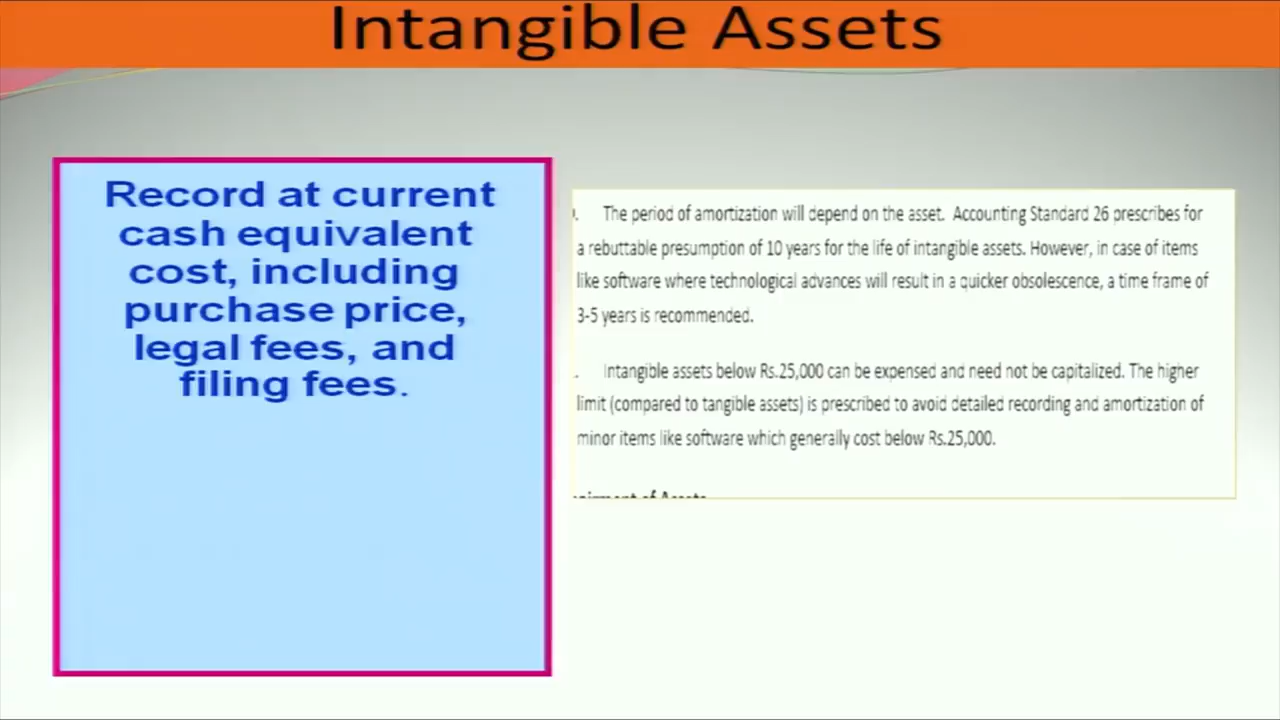 Intangible Assets
Record at current
cash equivalent
cost, including
purchase price,
legal fees, and
filing fees.
. The period of amortization will depend on the asset. Accounting Standard 26 prescribes for
a rebuttable presumption of 10 years for the life of intangible assets. However, in case of items
like software where technological advances will result in a quicker obsolescence, a time frame of
3-5 years is recommended.
. Intangible assets below Rs.25,000 can be expensed and need not be capitalized. The higher
limit (compared to tangible assets) is prescribed to avoid detailed recording and amortization of
minor items like software which generally cost below Rs.25,000.
of Assets